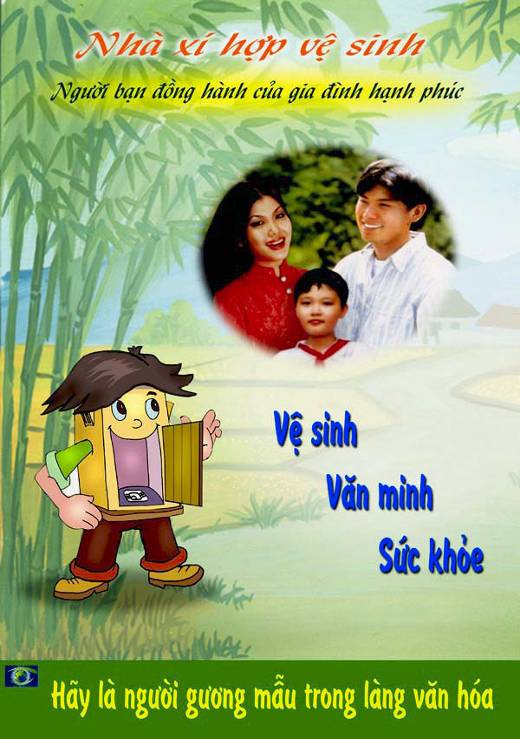 Nhà xí hợp vệ sinh
Người bạn đồng hành của gia đình hạnh phúc
Vệ sinh
Văn minh
Sức khỏe
Hãy là người gương mẫu trong làng văn hóa